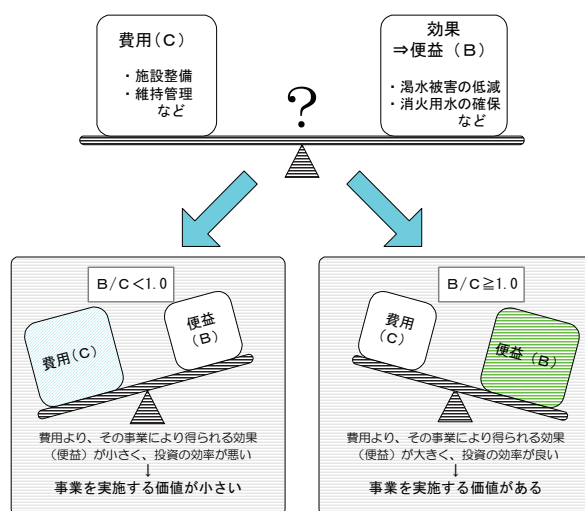 費用(C)
・施設整備
・維持管理
など
?
効果
⇒便益(B)
・渇水被害の低減
・消火用水の確保
など
B/C<1.0
費用(C)
便益
(B)
費用より、その事業により得られる効果
(便益)が小さく、投資の効率が悪い
↓
事業を実施する価値が小さい
B/C≧1.0
費用
(C)
便益(B)
費用より、その事業により得られる効果
(便益)が大きく、投資の効率が良い
↓
事業を実施する価値がある